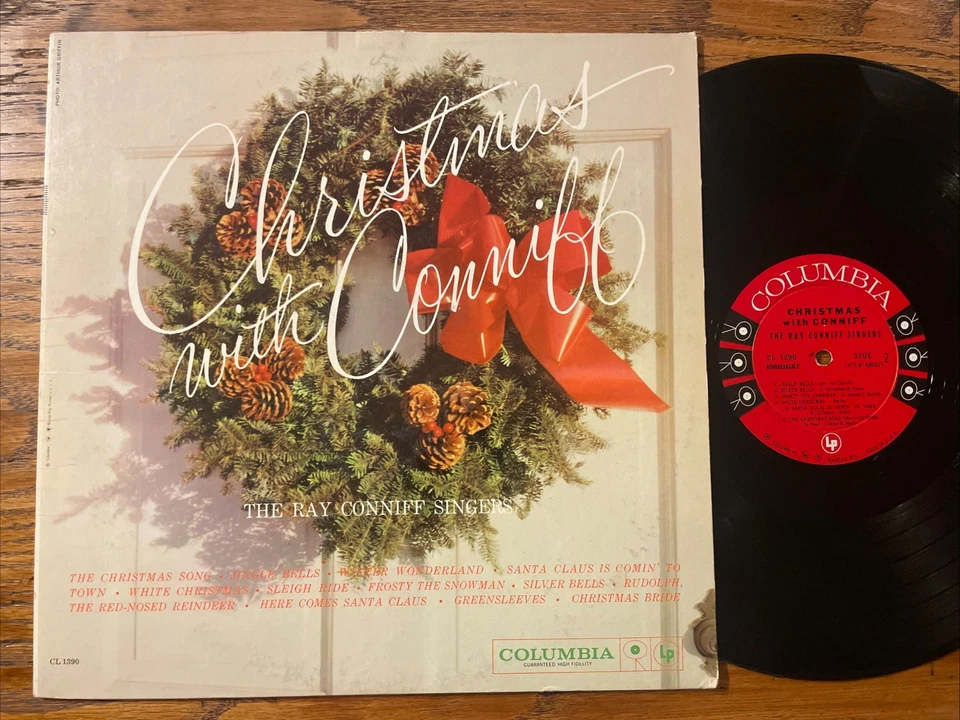 PHOTO: ARTHUR GRIFFIN
Christmas
with Conniff
THE RAY CONNIFF SINGERS
THE CHRISTMAS SONG • JINGLE BELLS • WINTER WONDERLAND • SANTA CLAUS IS COMIN' TO
TOWN • WHITE CHRISTMAS • SLEIGH RIDE • FROSTY THE SNOWMAN • SILVER BELLS • RUDOLPH,
THE RED-NOSED REINDEER • HERE COMES SANTA CLAUS • GREENSLEEVES • CHRISTMAS BRIDE
CL 1390
COLUMBIA
GUARANTEED HIGH FIDELITY
Lp
COLUMBIA
CHRISTMAS
with CONNIFF
THE RAY CONNIFF SINGERS
CL 1390
SIDE 2
NONBREAKABLE
Lp